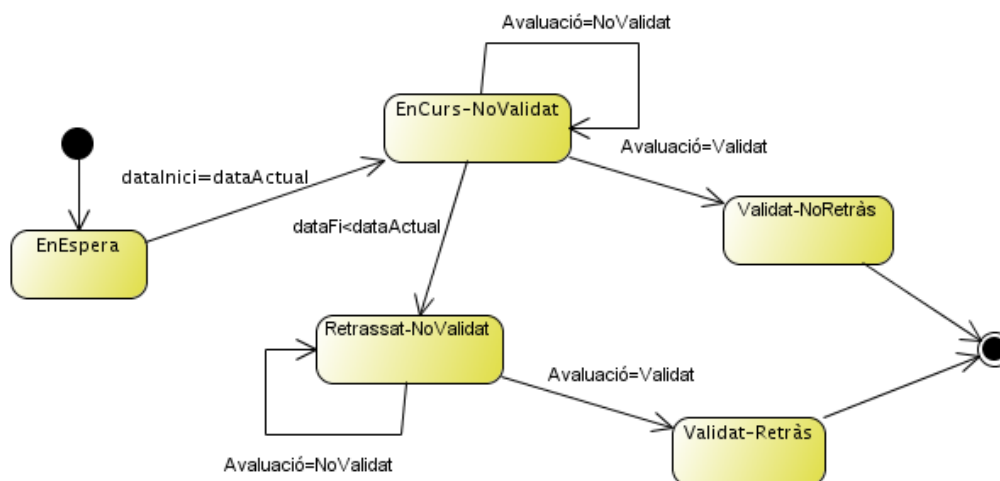 Avaluació=NoValidat
EnCurs-NoValidat
Avaluació=Validat
dataInici=dataActual
Validat-NoRetràs
dataFi<dataActual
EnEspera
Retrassat-NoValidat
Avaluació=Validat
Validat-Retràs
Avaluació=NoValidat